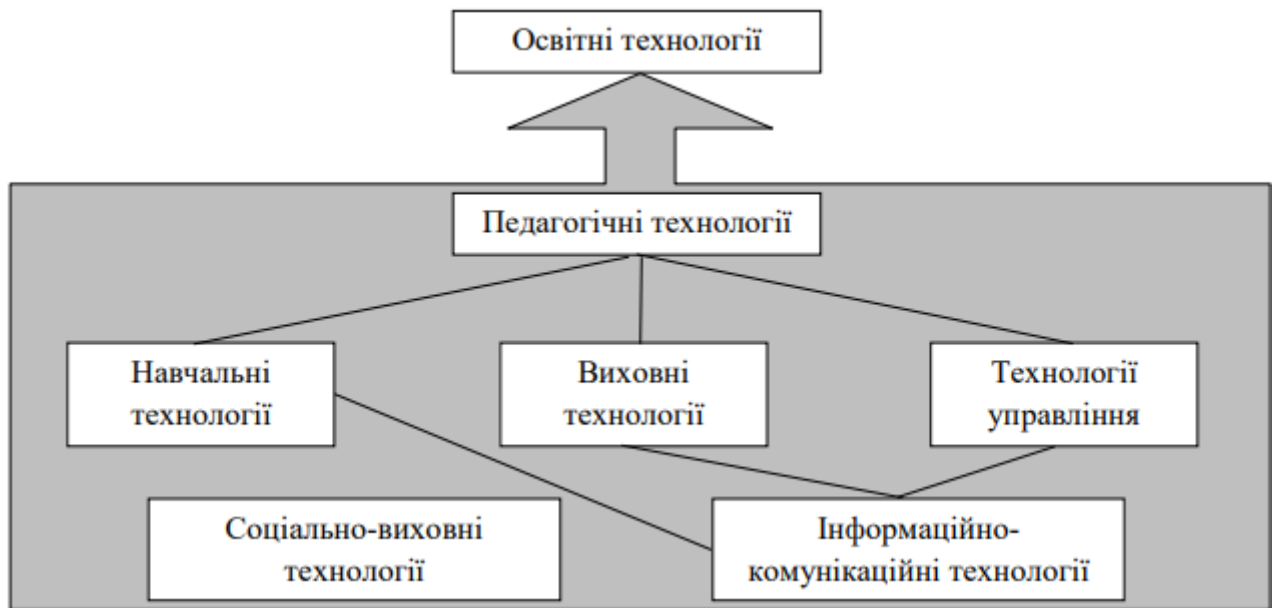 Освітні технології
Педагогічні технології
Навчальні
технології
Виховні
технології
Технології
управління
Соціально-виховні
технології
Інформаційно-
комунікаційні технології